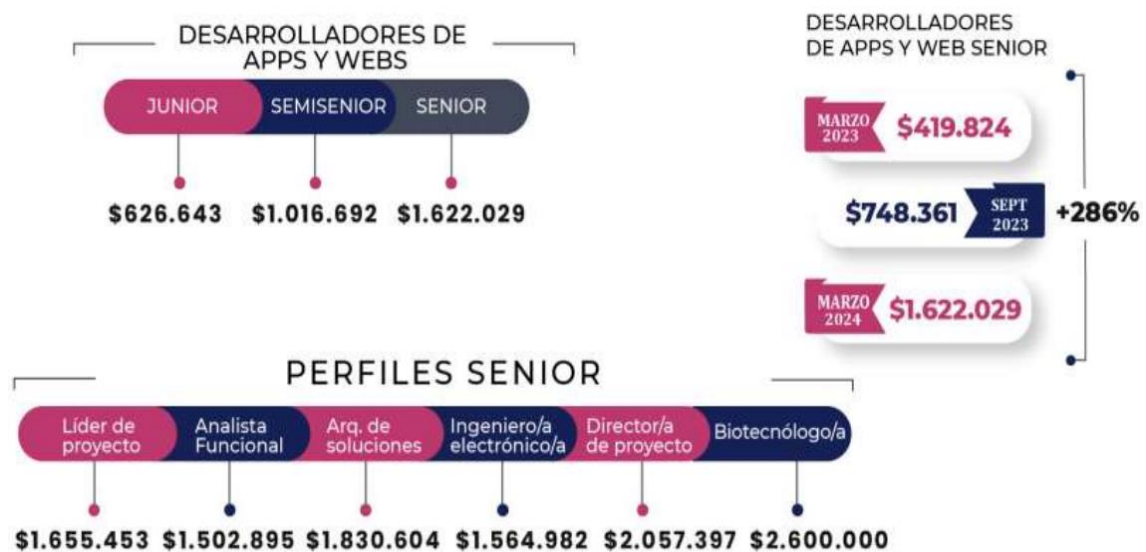 DESARROLLADORES DE
APPS Y WEBS
JUNIOR SEMISENIOR SENIOR
$626.643 $1.016.692 $1.622.029
DESARROLLADORES
DE APPS Y WEB SENIOR
MARZO
2023
$419.824
$748.361
SEPT
2023
+286%
MARZO
2024
$1.622.029
PERFILES SENIOR
Líder de
proyecto
Analista
Funcional
Arq. de
soluciones
Ingeniero/a
electrónico/a
Director/a
de proyecto
Biotecnólogo/a
$1.655.453 $1.502.895 $1.830.604 $1.564.982 $2.057.397 $2.600.000